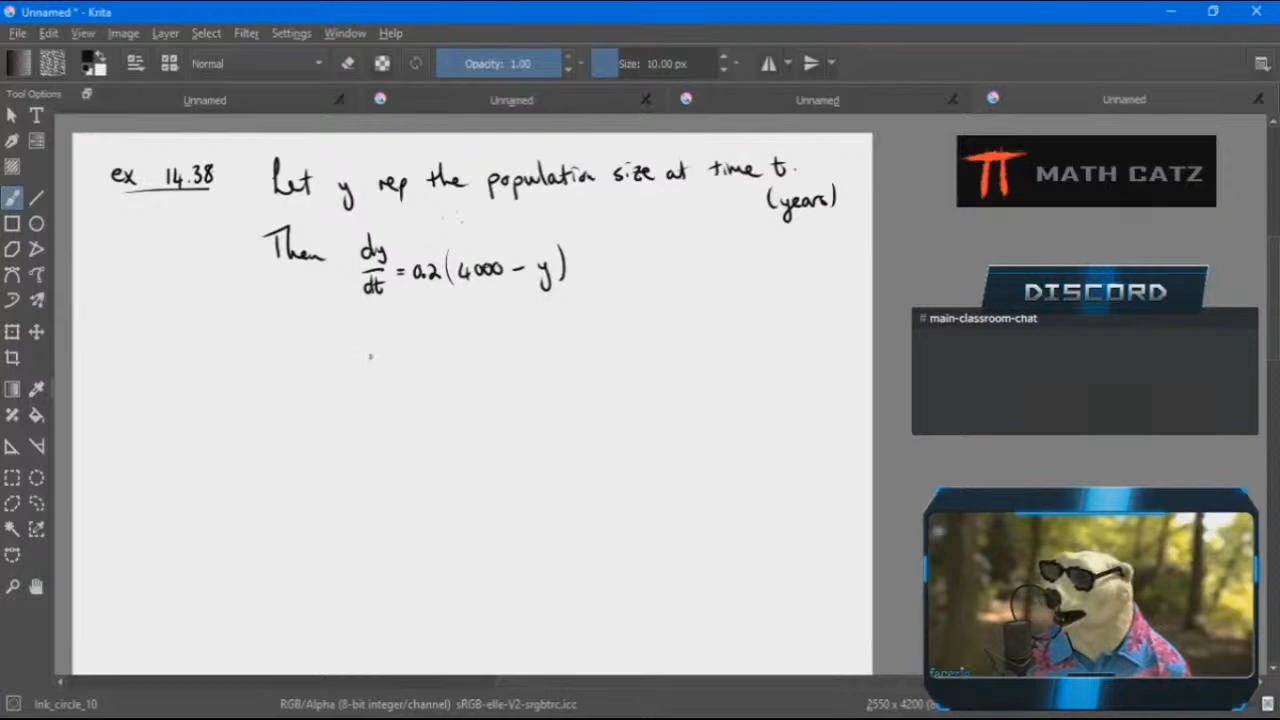 Unnamed * - Krita
File Edit View Image Layer Select Filter Settings Window Help
Normal Opacity: 1.00 Size: 10.00 px
Tool Options
Unnamed Unnamed Unnamed Unnamed
ex 14.38 Let y rep the population size at time t.
(years)
Then dy/dt = 0.2(4000 - y)
π MATH CATZ
DISCORD
# main-classroom-chat
facerig
Ink_circle_10 RGB/Alpha (8-bit integer/channel) sRGB-elle-V2-srgbtrc.icc 2550 x 4200 (8